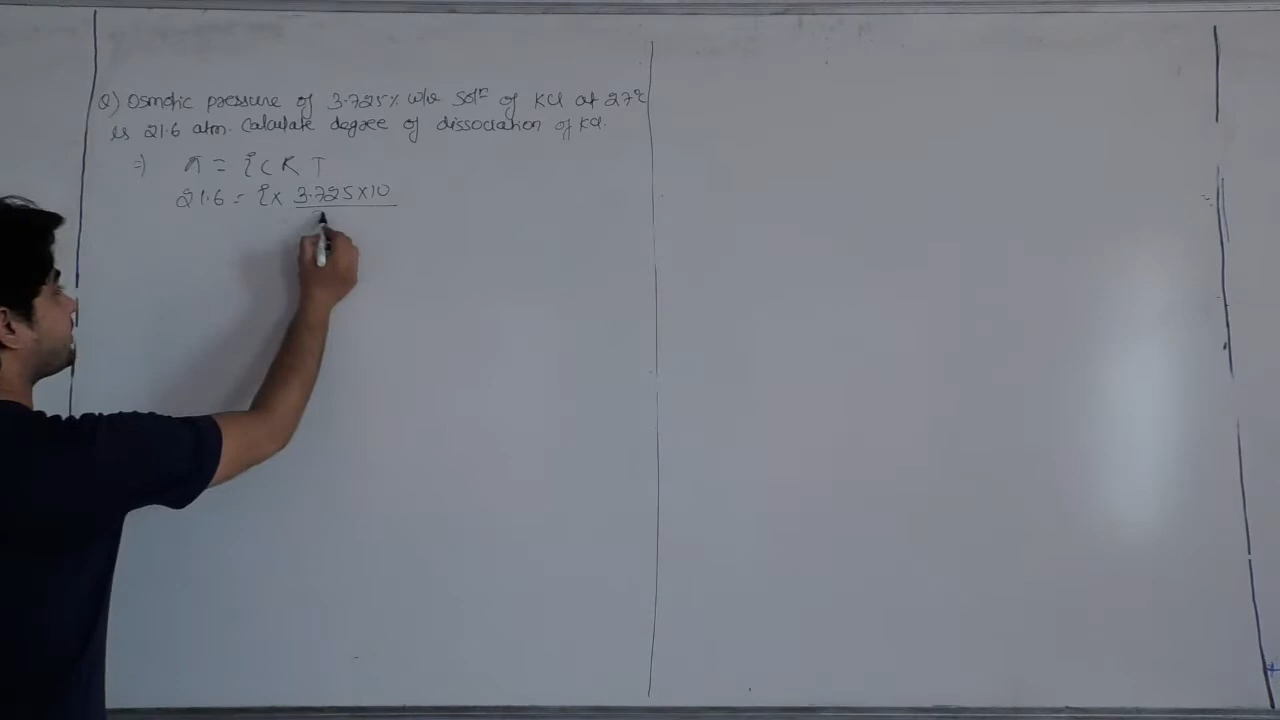 Q) Osmotic pressure of 3.725% w/v solⁿ of KCl at 27°C
is 21.6 atm. Calculate degree of dissociation of KCl.
⇒) π = i C R T
21.6 = i × 3.725×10